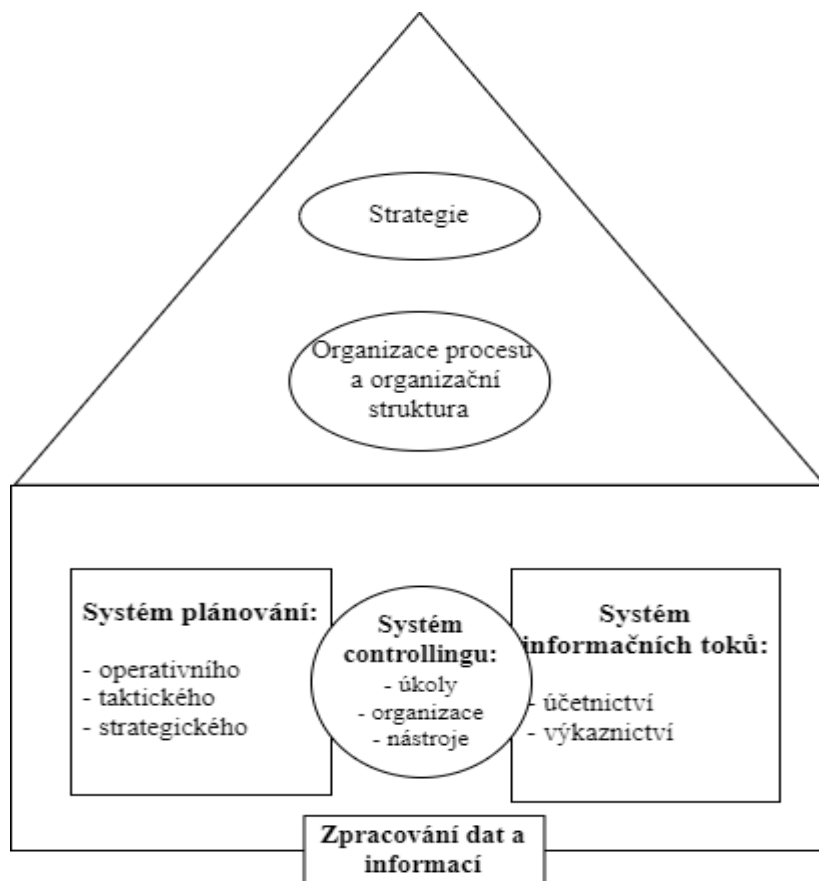 Strategie
Organizace procesu
a organizační
struktura
Systém plánování:
- operativního
- taktického
- strategického
Systém
controllingu:
- úkoly
- organizace
- nástroje
Systém
informačních toků:
- účetnictví
- výkaznictví
Zpracování dat a
informací